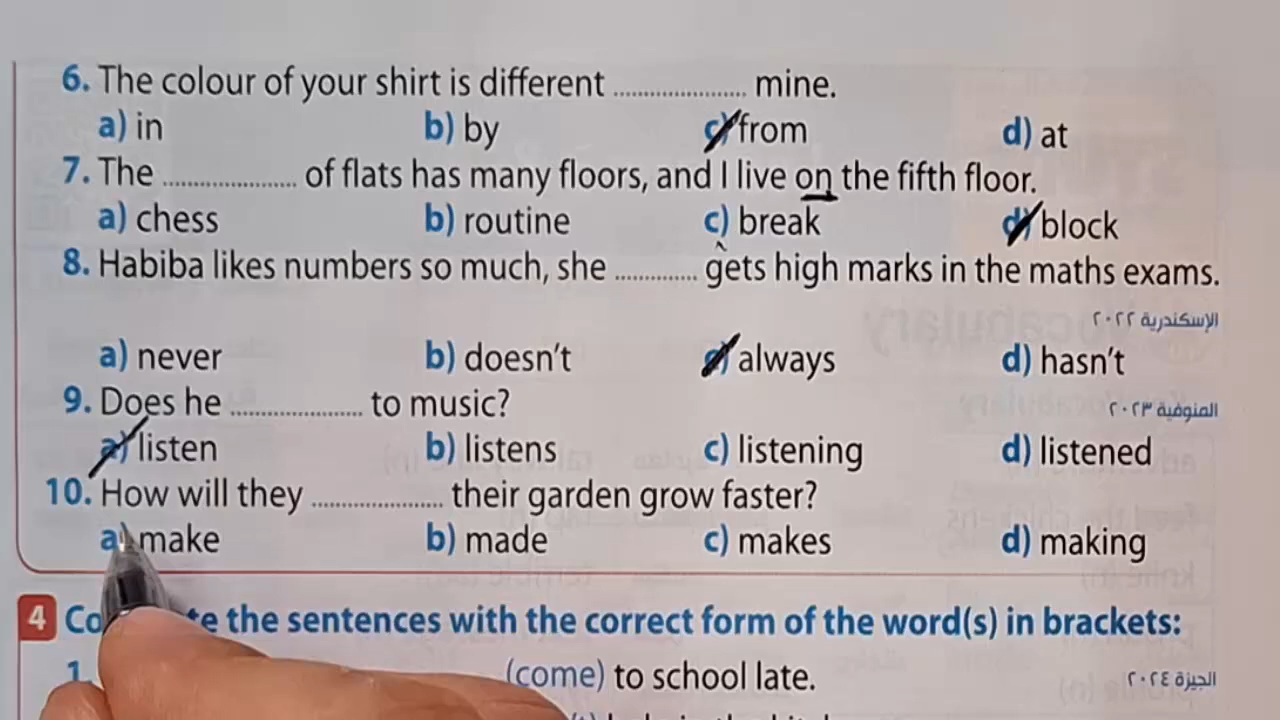 6. The colour of your shirt is different .................... mine.
a) in b) by c) from d) at
7. The .................... of flats has many floors, and I live on the fifth floor.
a) chess b) routine c) break d) block
8. Habiba likes numbers so much, she ............ gets high marks in the maths exams.
الإسكندرية ٢٠٢٢
a) never b) doesn't c) always d) hasn't
9. Does he .................... to music?
المنوفية ٢٠٢٣
a) listen b) listens c) listening d) listened
10. How will they .................... their garden grow faster?
a) make b) made c) makes d) making
4 the sentences with the correct form of the word(s) in brackets:
1. (come) to school late.
الجيزة ٢٠٢٤